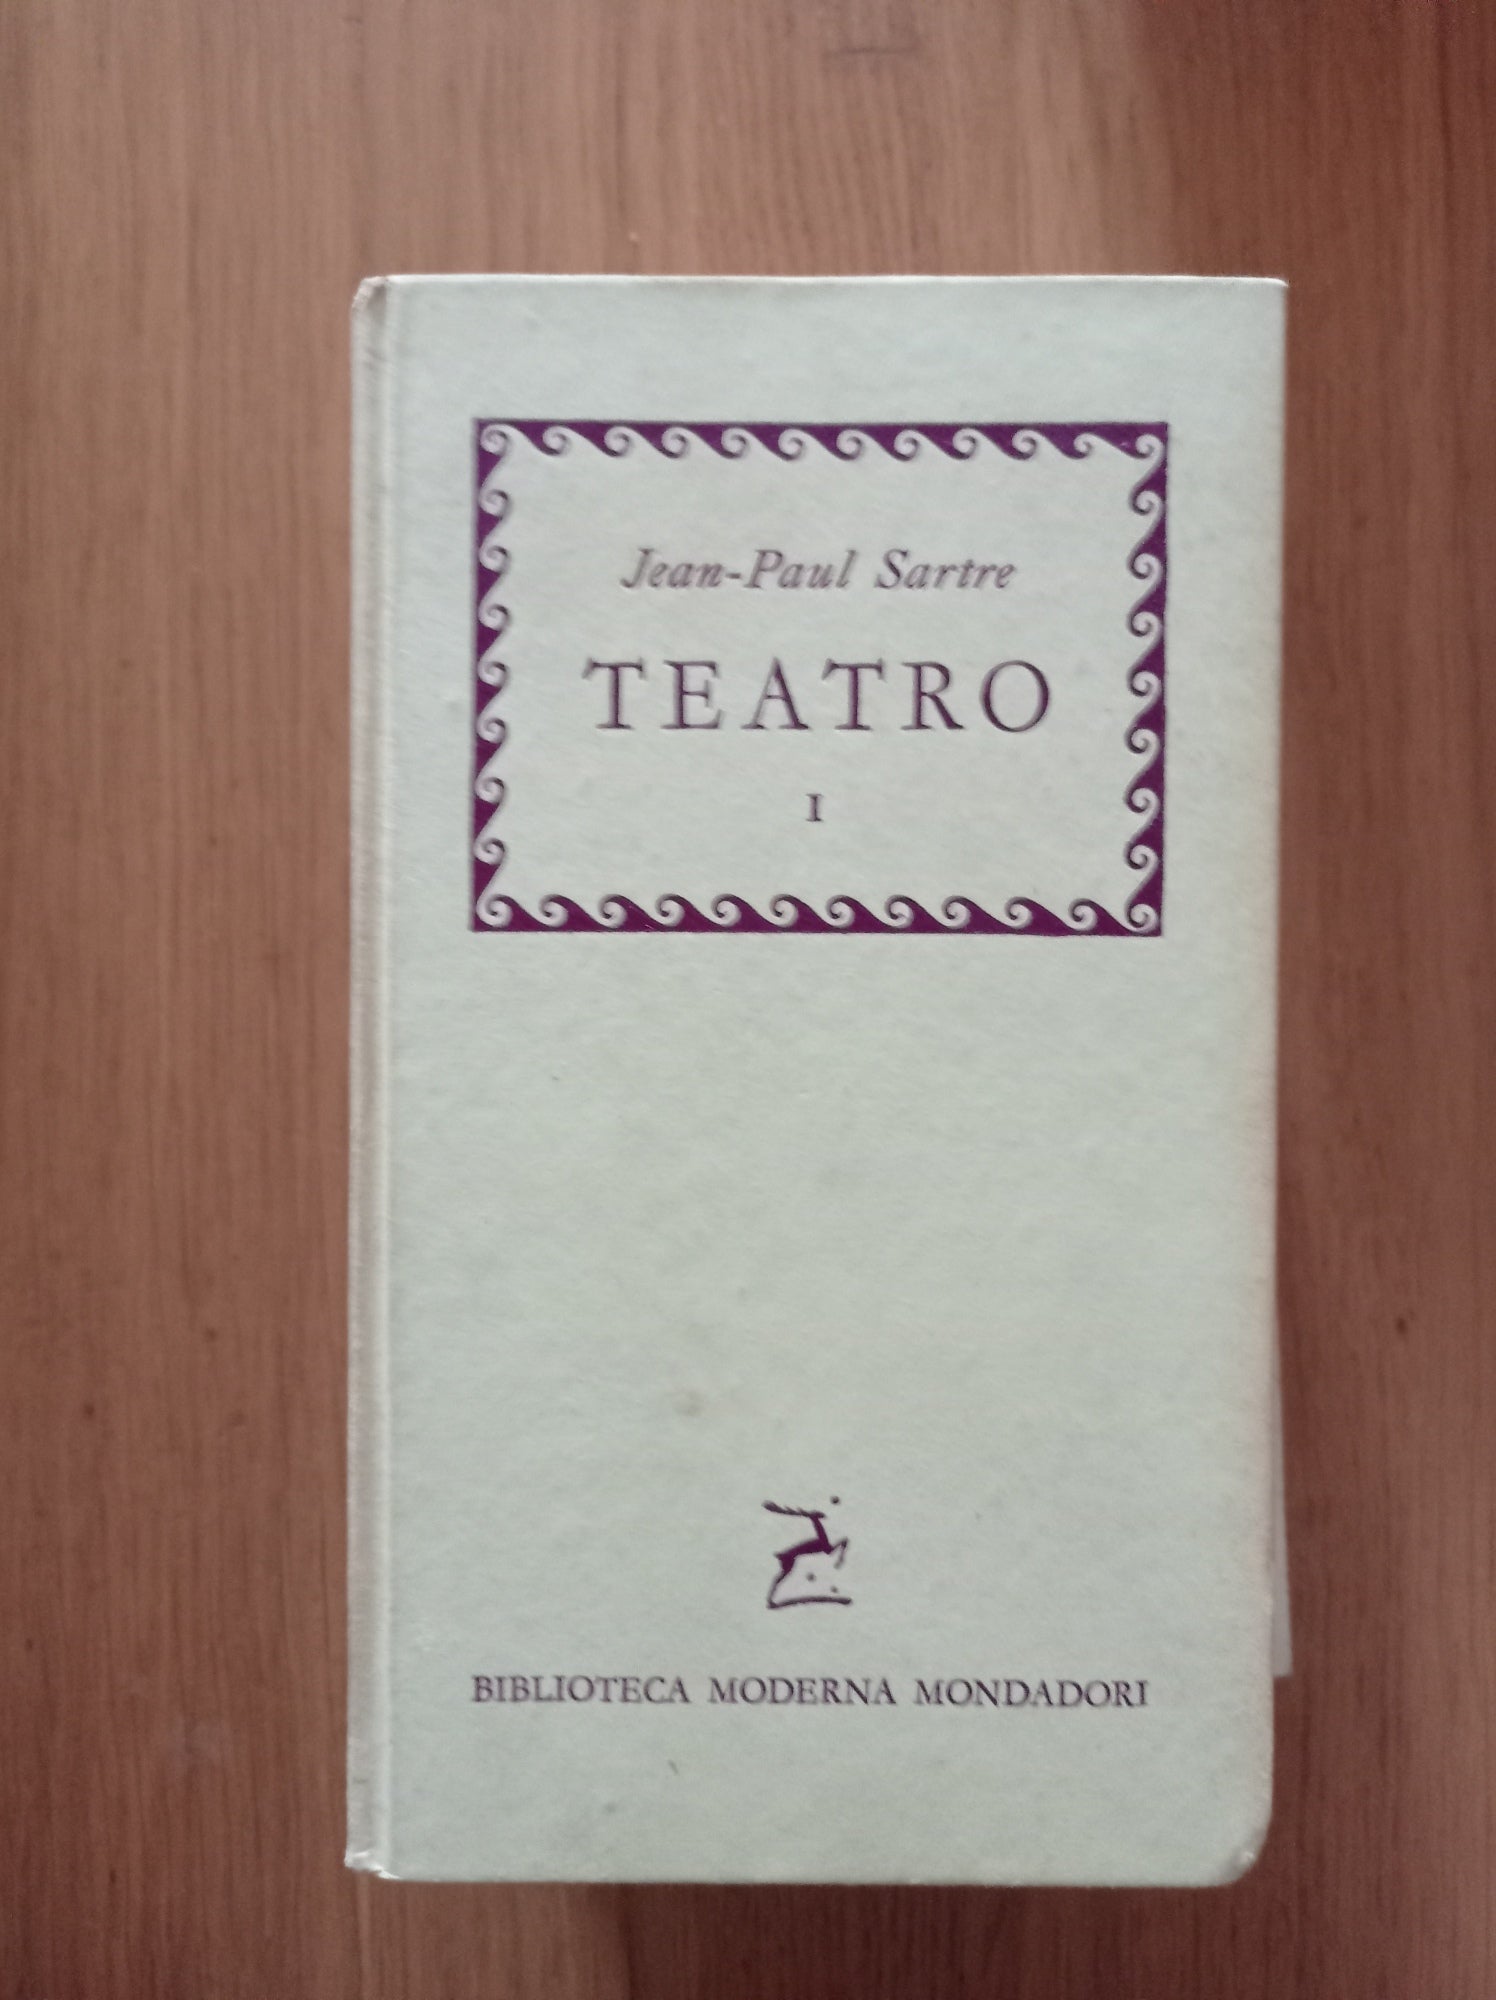 Jean-Paul Sartre
TEATRO
I
BIBLIOTECA MODERNA MONDADORI